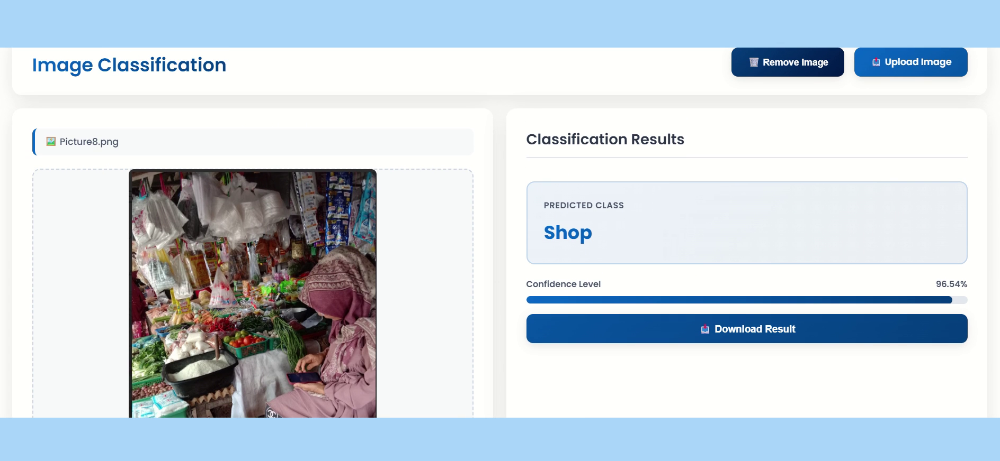 Image Classification
Remove Image
Upload Image
Picture8.png
Classification Results
PREDICTED CLASS
Shop
Confidence Level
96.54%
Download Result